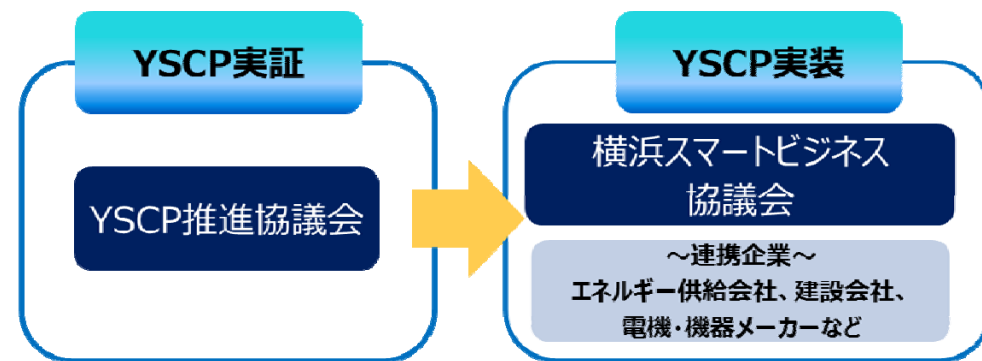 YSCP実証
YSCP推進協議会
YSCP実装
横浜スマートビジネス
協議会
～連携企業～
エネルギー供給会社、建設会社、
電機・機器メーカーなど